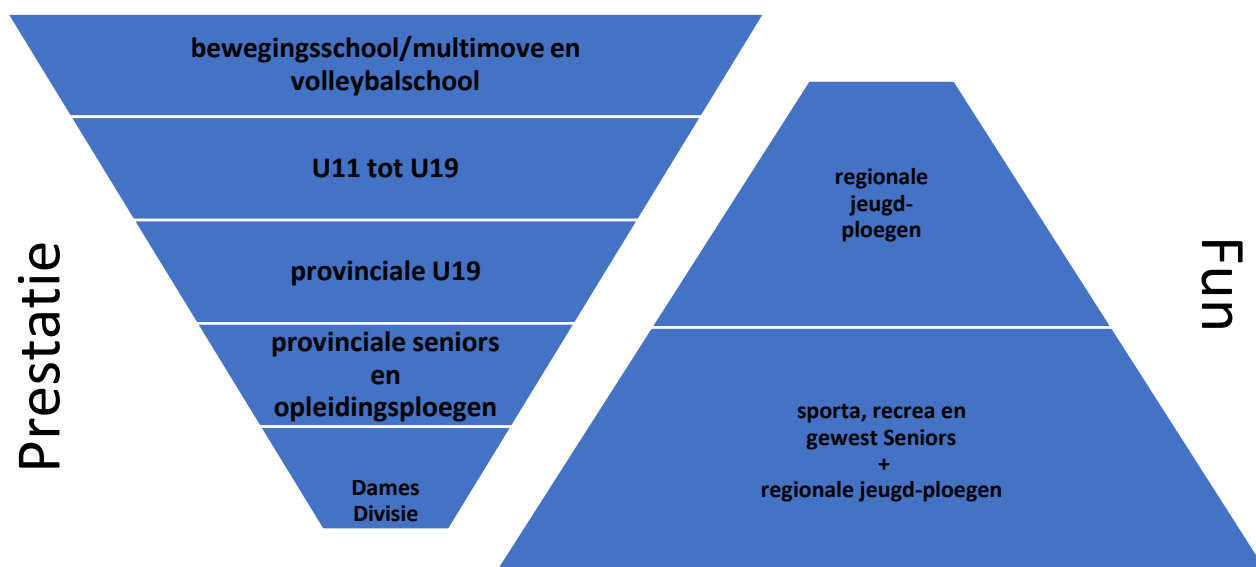 Prestatie
bewegingsschool/multimove en
volleybalschool
U11 tot U19
provinciale U19
provinciale seniors
en
opleidingsploegen
Dames
Divisie
regionale
jeugd-
ploegen
sporta, recrea en
gewest Seniors
+
regionale jeugd-ploegen
Fun